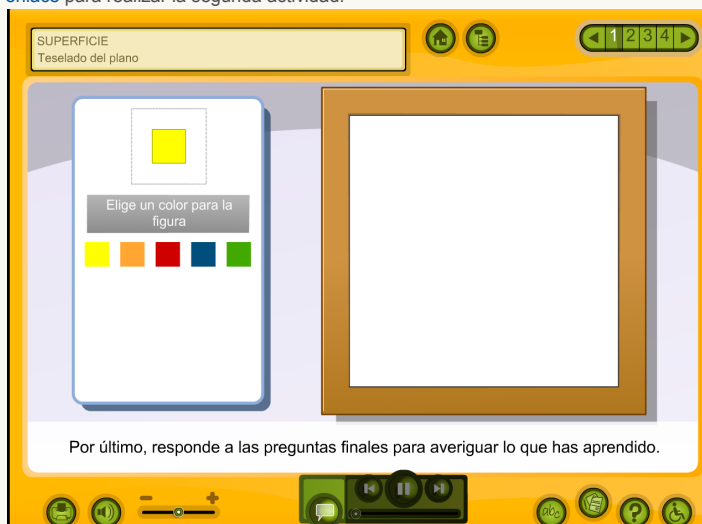 enlace para realizar la segunda actividad.
SUPERFICIE
Teselado del plano
1 2 3 4
Elige un color para la
figura
Por último, responde a las preguntas finales para averiguar lo que has aprendido.
- +
abc
?